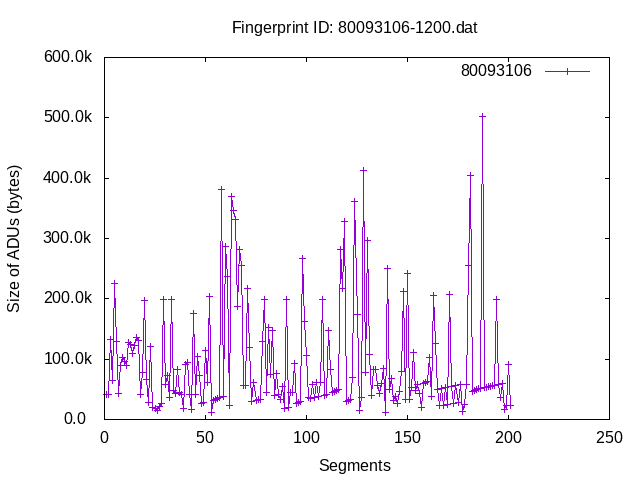 Fingerprint ID: 80093106-1200.dat
600.0k
80093106
500.0k
400.0k
300.0k
200.0k
100.0k
0.0
Size of ADUs (bytes)
0 50 100 150 200 250
Segments